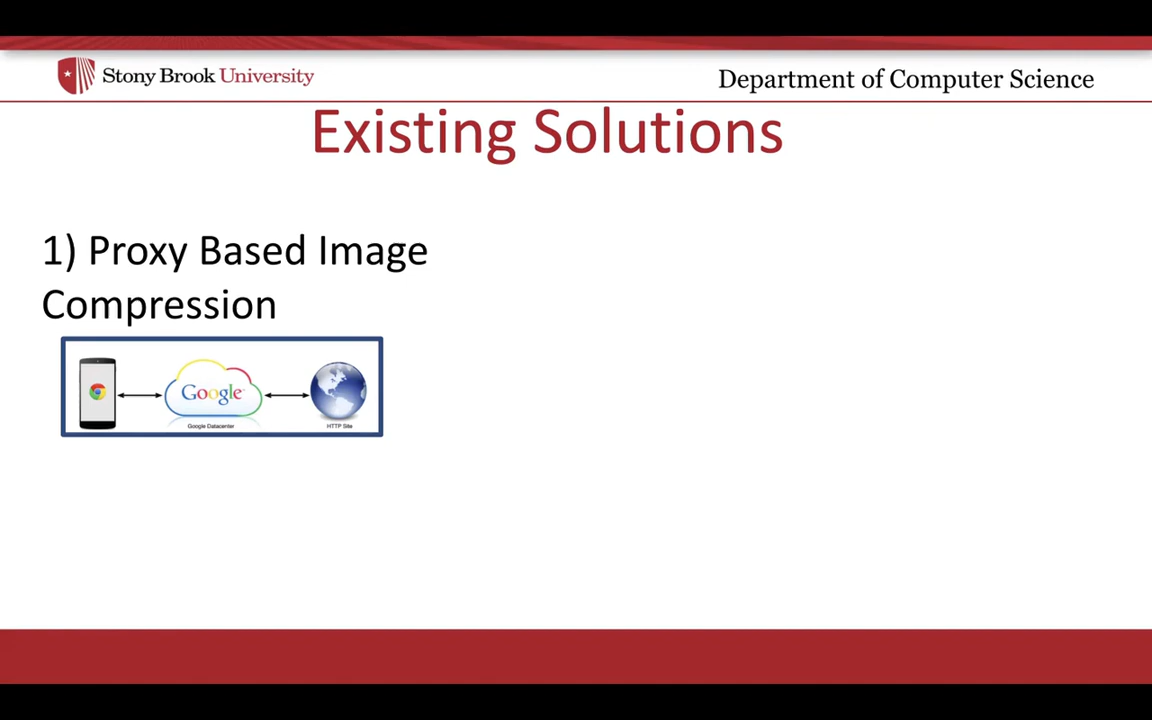 Stony Brook University
Department of Computer Science
Existing Solutions
1) Proxy Based Image
Compression
Google
Google Datacenter
HTTP Site